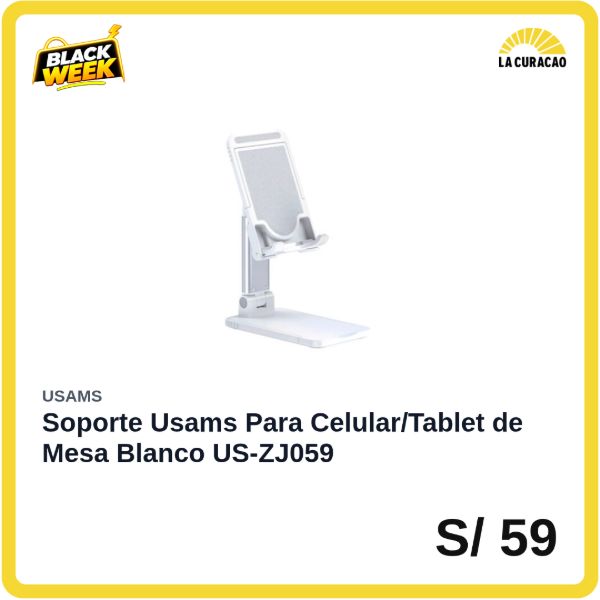 BLACK
WEEK
LA CURACAO
USAMS
Soporte Usams Para Celular/Tablet de
Mesa Blanco US-ZJ059
S/ 59